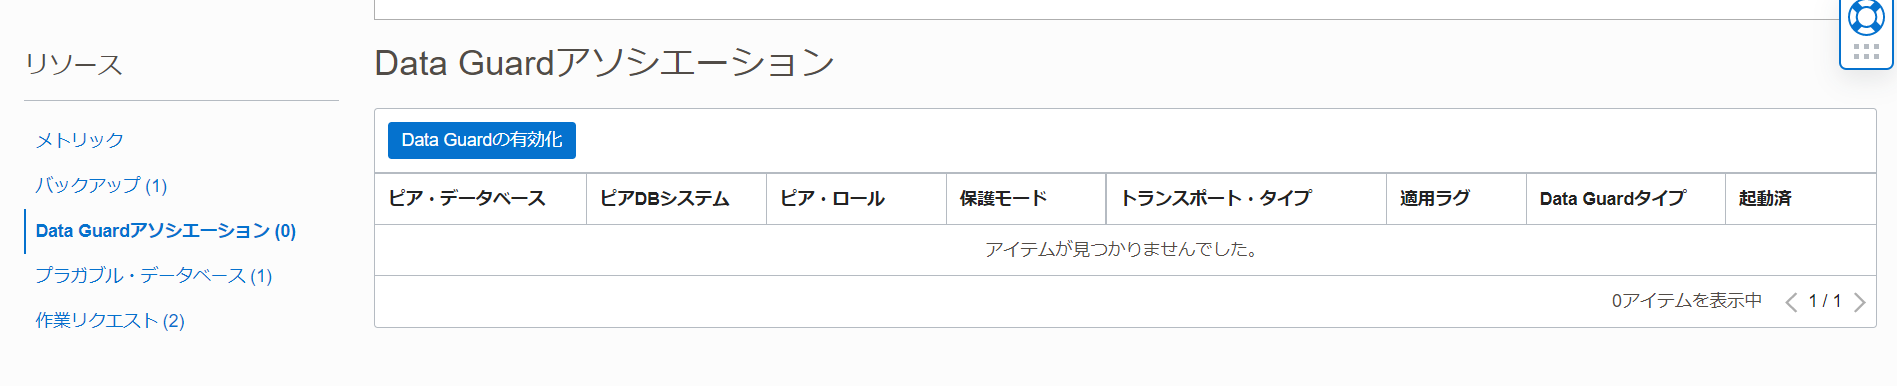 リソース
メトリック
バックアップ (1)
Data Guardアソシエーション (0)
プラガブル・データベース (1)
作業リクエスト (2)
Data Guardアソシエーション
Data Guardの有効化
ピア・データベース ピアDBシステム ピア・ロール 保護モード トランスポート・タイプ 適用ラグ Data Guardタイプ 起動済
アイテムが見つかりませんでした。
0アイテムを表示中 1 / 1